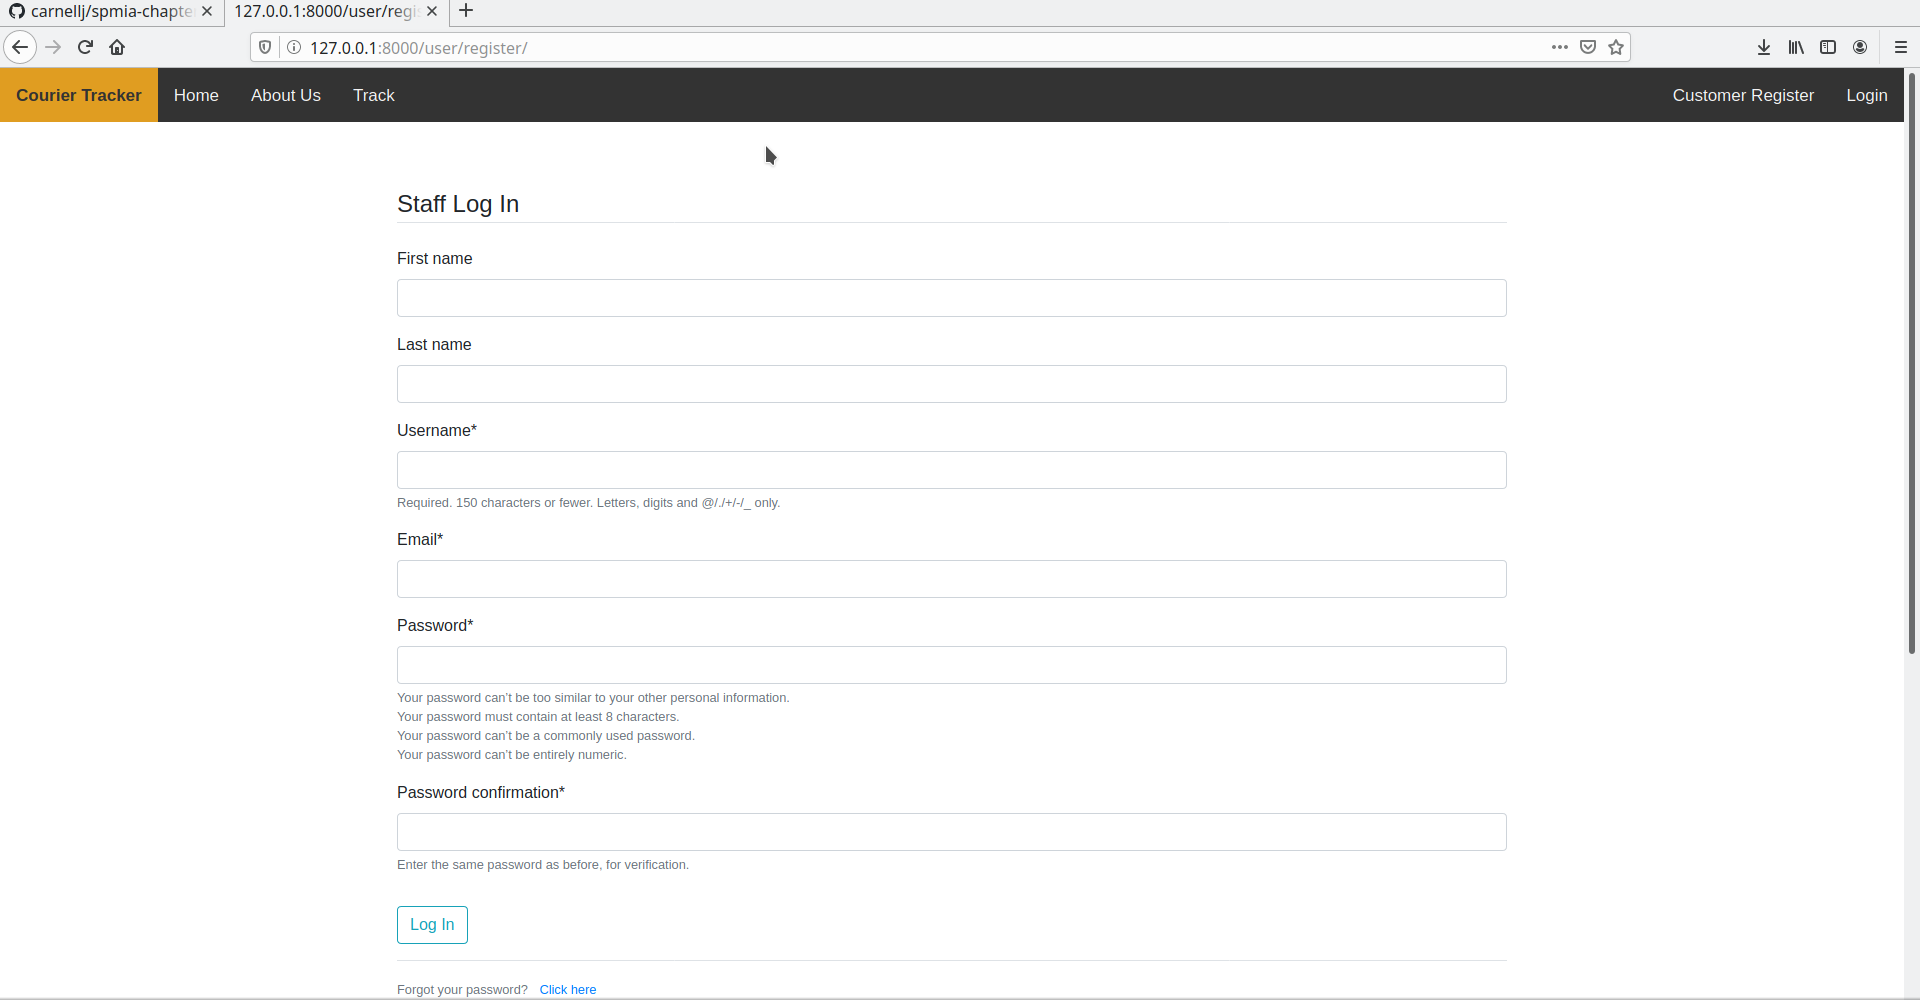 carnellj/spmia-chapte
127.0.0.1:8000/user/regis
127.0.0.1:8000/user/register/
Courier Tracker Home About Us Track Customer Register Login
Staff Log In
First name
Last name
Username*
Required. 150 characters or fewer. Letters, digits and @/./+/-/_ only.
Email*
Password*
Your password can’t be too similar to your other personal information.
Your password must contain at least 8 characters.
Your password can’t be a commonly used password.
Your password can’t be entirely numeric.
Password confirmation*
Enter the same password as before, for verification.
Log In
Forgot your password? Click here